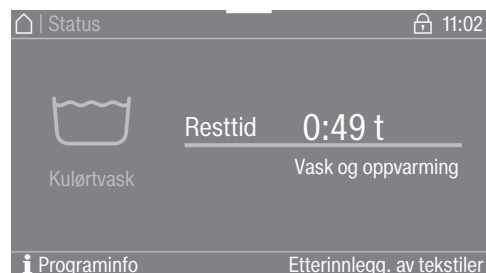 | Status 11:02
Resttid 0:49 t
Kulørtvask
Vask og oppvarming
i Programinfo Etterinnlegg. av tekstiler